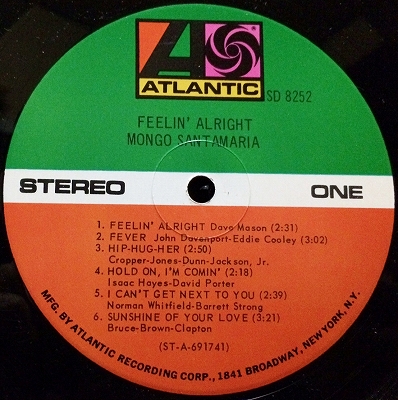 ATLANTIC
SD 8252
FEELIN' ALRIGHT
MONGO SANTAMARIA
STEREO ONE
1. FEELIN' ALRIGHT Dave Mason (2:31)
2. FEVER John Davenport-Eddie Cooley (3:02)
3. HIP-HUG-HER (2:50)
Cropper-Jones-Dunn-Jackson, Jr.
4. HOLD ON, I'M COMIN' (2:18)
Isaac Hayes-David Porter
5. I CAN'T GET NEXT TO YOU (2:39)
Norman Whitfield-Barrett Strong
6. SUNSHINE OF YOUR LOVE (3:21)
Bruce-Brown-Clapton
(ST-A-691741)
MFG. BY ATLANTIC RECORDING CORP., 1841 BROADWAY, NEW YORK, N.Y.